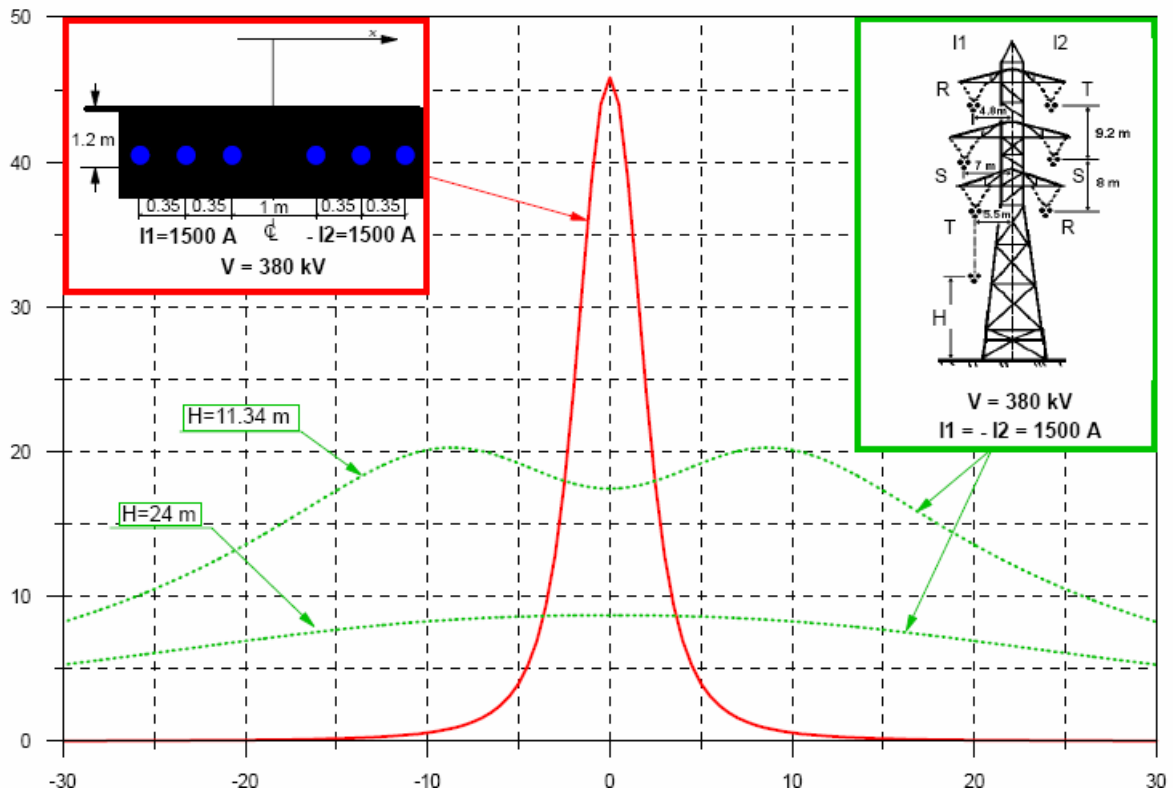 50
40
30
20
10
0
-30
-20
-10
0
10
20
30
x
1.2 m
0.35
0.35
1 m
0.35
0.35
I1=1500 A
℄
- I2=1500 A
V = 380 kV
H=11.34 m
H=24 m
I1
I2
R
T
4.8m
9.2 m
S
7 m
S
8 m
T
5.5m
R
H
V = 380 kV
I1 = - I2 = 1500 A